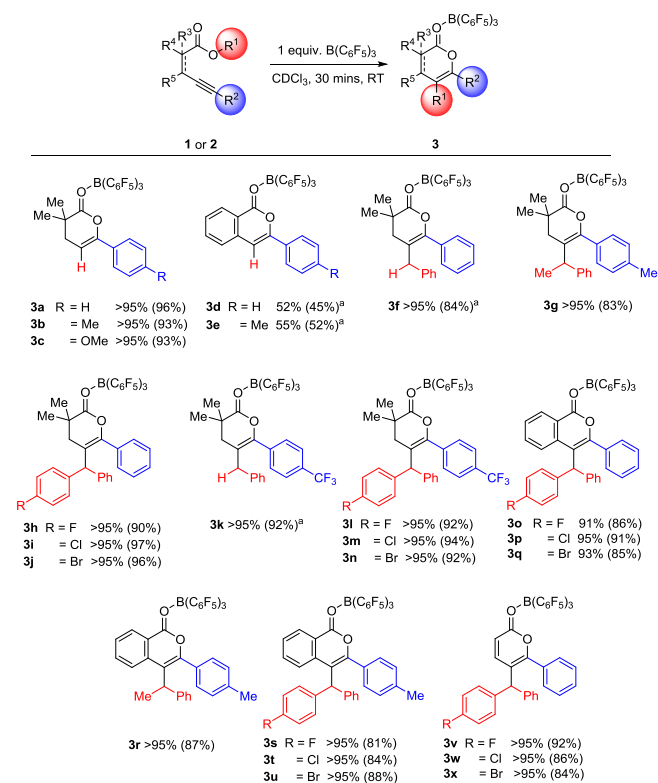 B(C6F5)3
R4 R3 O O R1
1 equiv. B(C6F5)3
CDCl3, 30 mins, RT
R4 R3 O O
R5 R2
R5 R1 R2
1 or 2
3
B(C6F5)3 B(C6F5)3 B(C6F5)3 B(C6F5)3
O O O O
Me O O Me O Me O
Me Me Me
H R H R H Ph Me Ph Me
3a R = H >95% (96%)
3b = Me >95% (93%)
3c = OMe >95% (93%)
3d R = H 52% (45%)a
3e = Me 55% (52%)a
3f >95% (84%)a
3g >95% (83%)
B(C6F5)3 B(C6F5)3 B(C6F5)3 B(C6F5)3
O O O O
Me O Me O Me O O
Me Me Me
Ph H Ph CF3 Ph CF3 Ph
R R R
3h R = F >95% (90%)
3i = Cl >95% (97%)
3j = Br >95% (96%)
3k >95% (92%)a
3l R = F >95% (92%)
3m = Cl >95% (94%)
3n = Br >95% (92%)
3o R = F 91% (86%)
3p = Cl 95% (91%)
3q = Br 93% (85%)
B(C6F5)3 B(C6F5)3 B(C6F5)3
O O O
O O O
Me Ph Me Ph Me Ph
R R
3r >95% (87%)
3s R = F >95% (81%)
3t = Cl >95% (84%)
3u = Br >95% (88%)
3v R = F >95% (92%)
3w = Cl >95% (86%)
3x = Br >95% (84%)